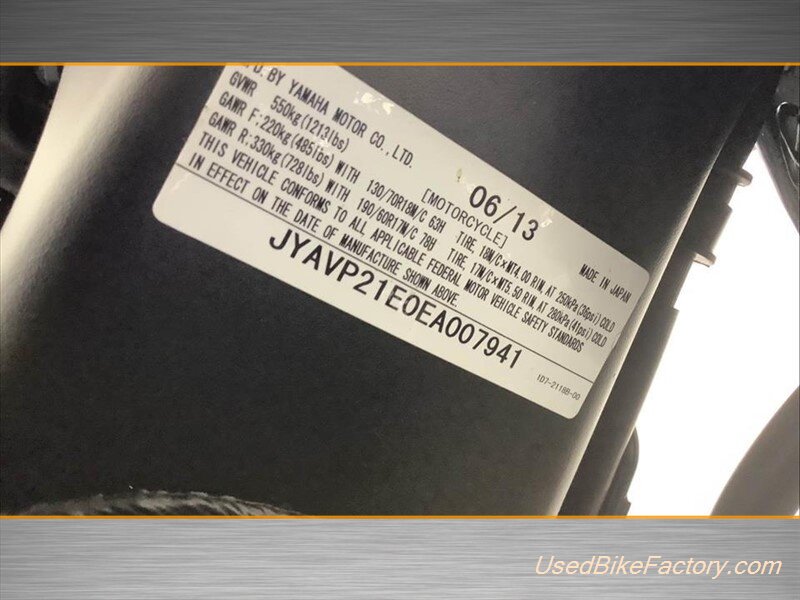 D. BY YAMAHA MOTOR CO., LTD.
06/13
GVWR 550kg(1213lbs) [MOTORCYCLE] MADE IN JAPAN
GAWR F:220kg(485lbs) WITH 130/70R18M/C 63H TIRE, 18M/C×MT4.00 RIM, AT 250kPa(36psi) COLD
GAWR R:330kg(728lbs) WITH 190/60R17M/C 78H TIRE, 17M/C×MT5.50 RIM, AT 280kPa(41psi) COLD
THIS VEHICLE CONFORMS TO ALL APPLICABLE FEDERAL MOTOR VEHICLE SAFETY STANDARDS
IN EFFECT ON THE DATE OF MANUFACTURE SHOWN ABOVE.
JYAVP21E0EA007941
1D7-2118B-00
UsedBikeFactory.com